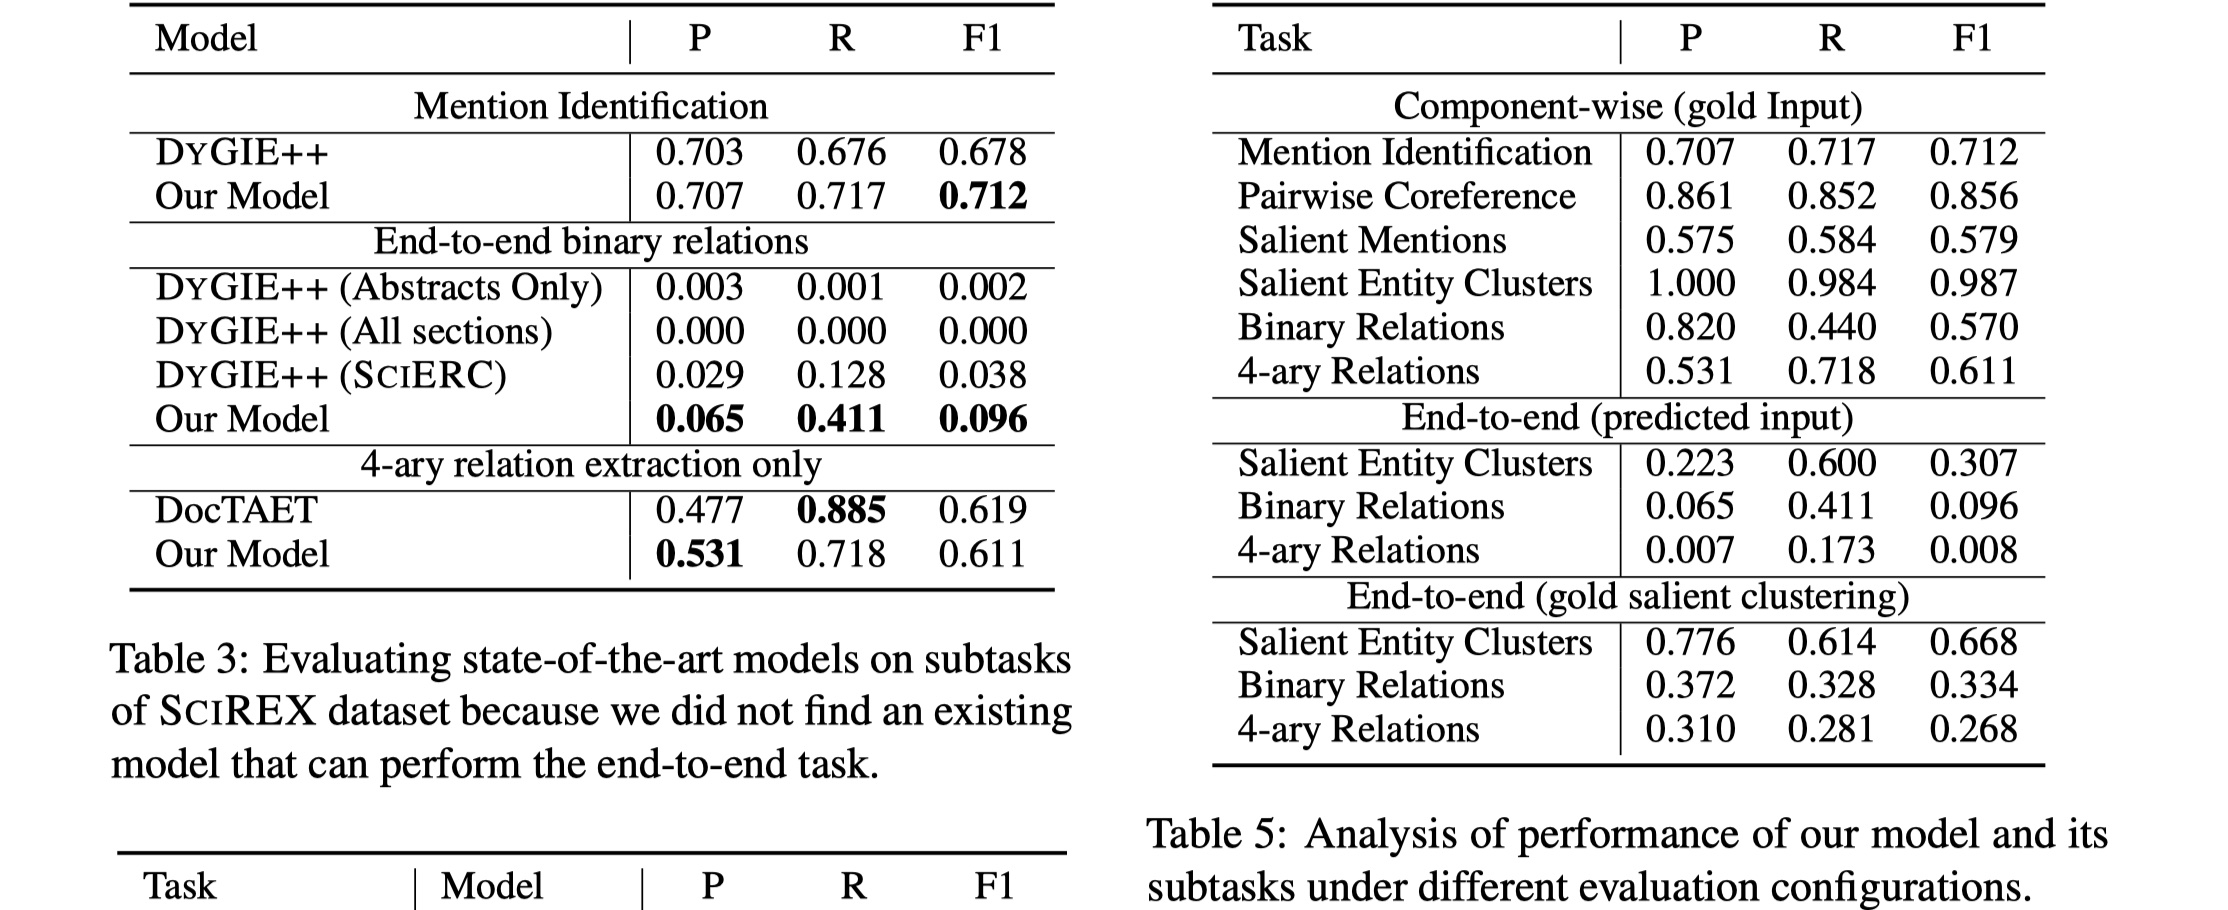 Model P R F1
Mention Identification
DYGIE++ 0.703 0.676 0.678
Our Model 0.707 0.717 0.712
End-to-end binary relations
DYGIE++ (Abstracts Only) 0.003 0.001 0.002
DYGIE++ (All sections) 0.000 0.000 0.000
DYGIE++ (SCIERC) 0.029 0.128 0.038
Our Model 0.065 0.411 0.096
4-ary relation extraction only
DocTAET 0.477 0.885 0.619
Our Model 0.531 0.718 0.611
Table 3: Evaluating state-of-the-art models on subtasks
of SCIREX dataset because we did not find an existing
model that can perform the end-to-end task.
Task Model P R F1
Task P R F1
Component-wise (gold Input)
Mention Identification 0.707 0.717 0.712
Pairwise Coreference 0.861 0.852 0.856
Salient Mentions 0.575 0.584 0.579
Salient Entity Clusters 1.000 0.984 0.987
Binary Relations 0.820 0.440 0.570
4-ary Relations 0.531 0.718 0.611
End-to-end (predicted input)
Salient Entity Clusters 0.223 0.600 0.307
Binary Relations 0.065 0.411 0.096
4-ary Relations 0.007 0.173 0.008
End-to-end (gold salient clustering)
Salient Entity Clusters 0.776 0.614 0.668
Binary Relations 0.372 0.328 0.334
4-ary Relations 0.310 0.281 0.268
Table 5: Analysis of performance of our model and its
subtasks under different evaluation configurations.